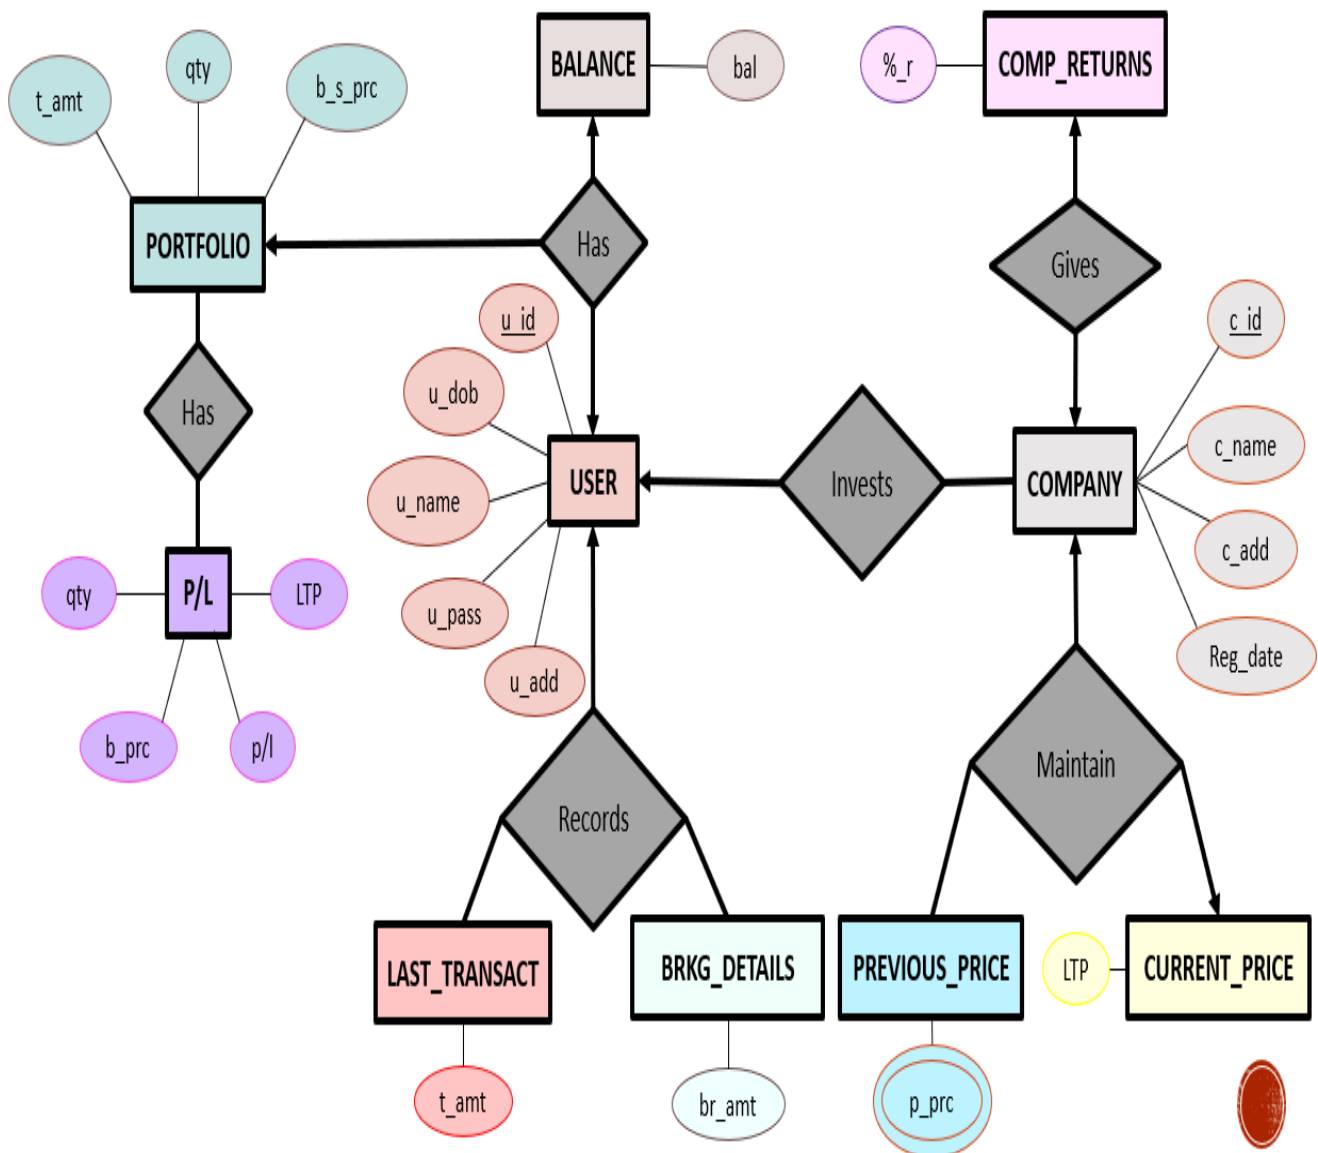 BALANCE
bal
%_r
COMP_RETURNS
t_amt
qty
b_s_prc
PORTFOLIO
Has
Gives
u_id
c_id
u_dob
Has
c_name
u_name
USER
Invests
COMPANY
c_add
qty
P/L
LTP
u_pass
u_add
Reg_date
b_prc
p/l
Records
Maintain
LAST_TRANSACT
BRKG_DETAILS
PREVIOUS_PRICE
LTP
CURRENT_PRICE
t_amt
br_amt
p_prc